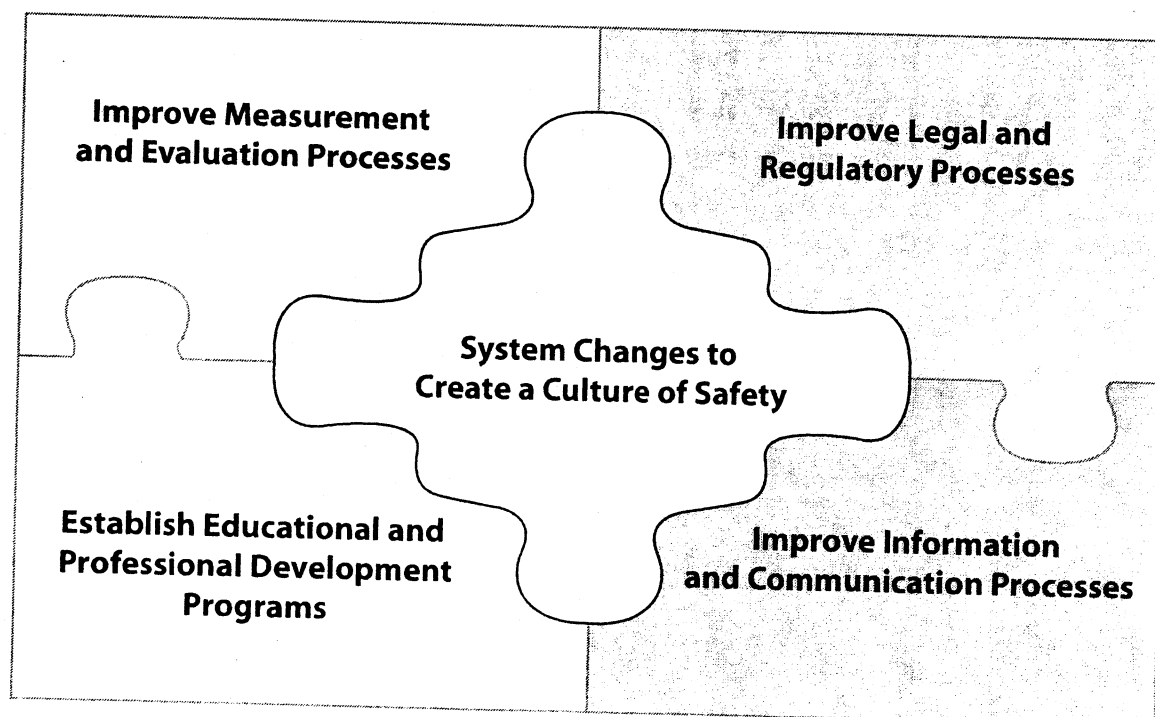 Improve Measurement
and Evaluation Processes
Improve Legal and
Regulatory Processes
System Changes to
Create a Culture of Safety
Establish Educational and
Professional Development
Programs
Improve Information
and Communication Processes